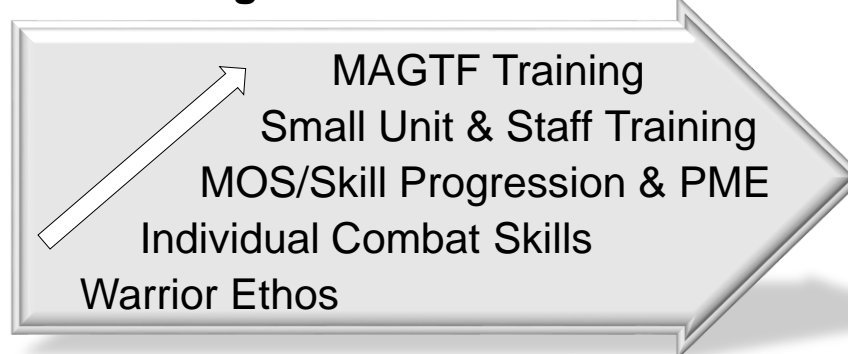 MAGTF Training
Small Unit & Staff Training
MOS/Skill Progression & PME
Individual Combat Skills
Warrior Ethos